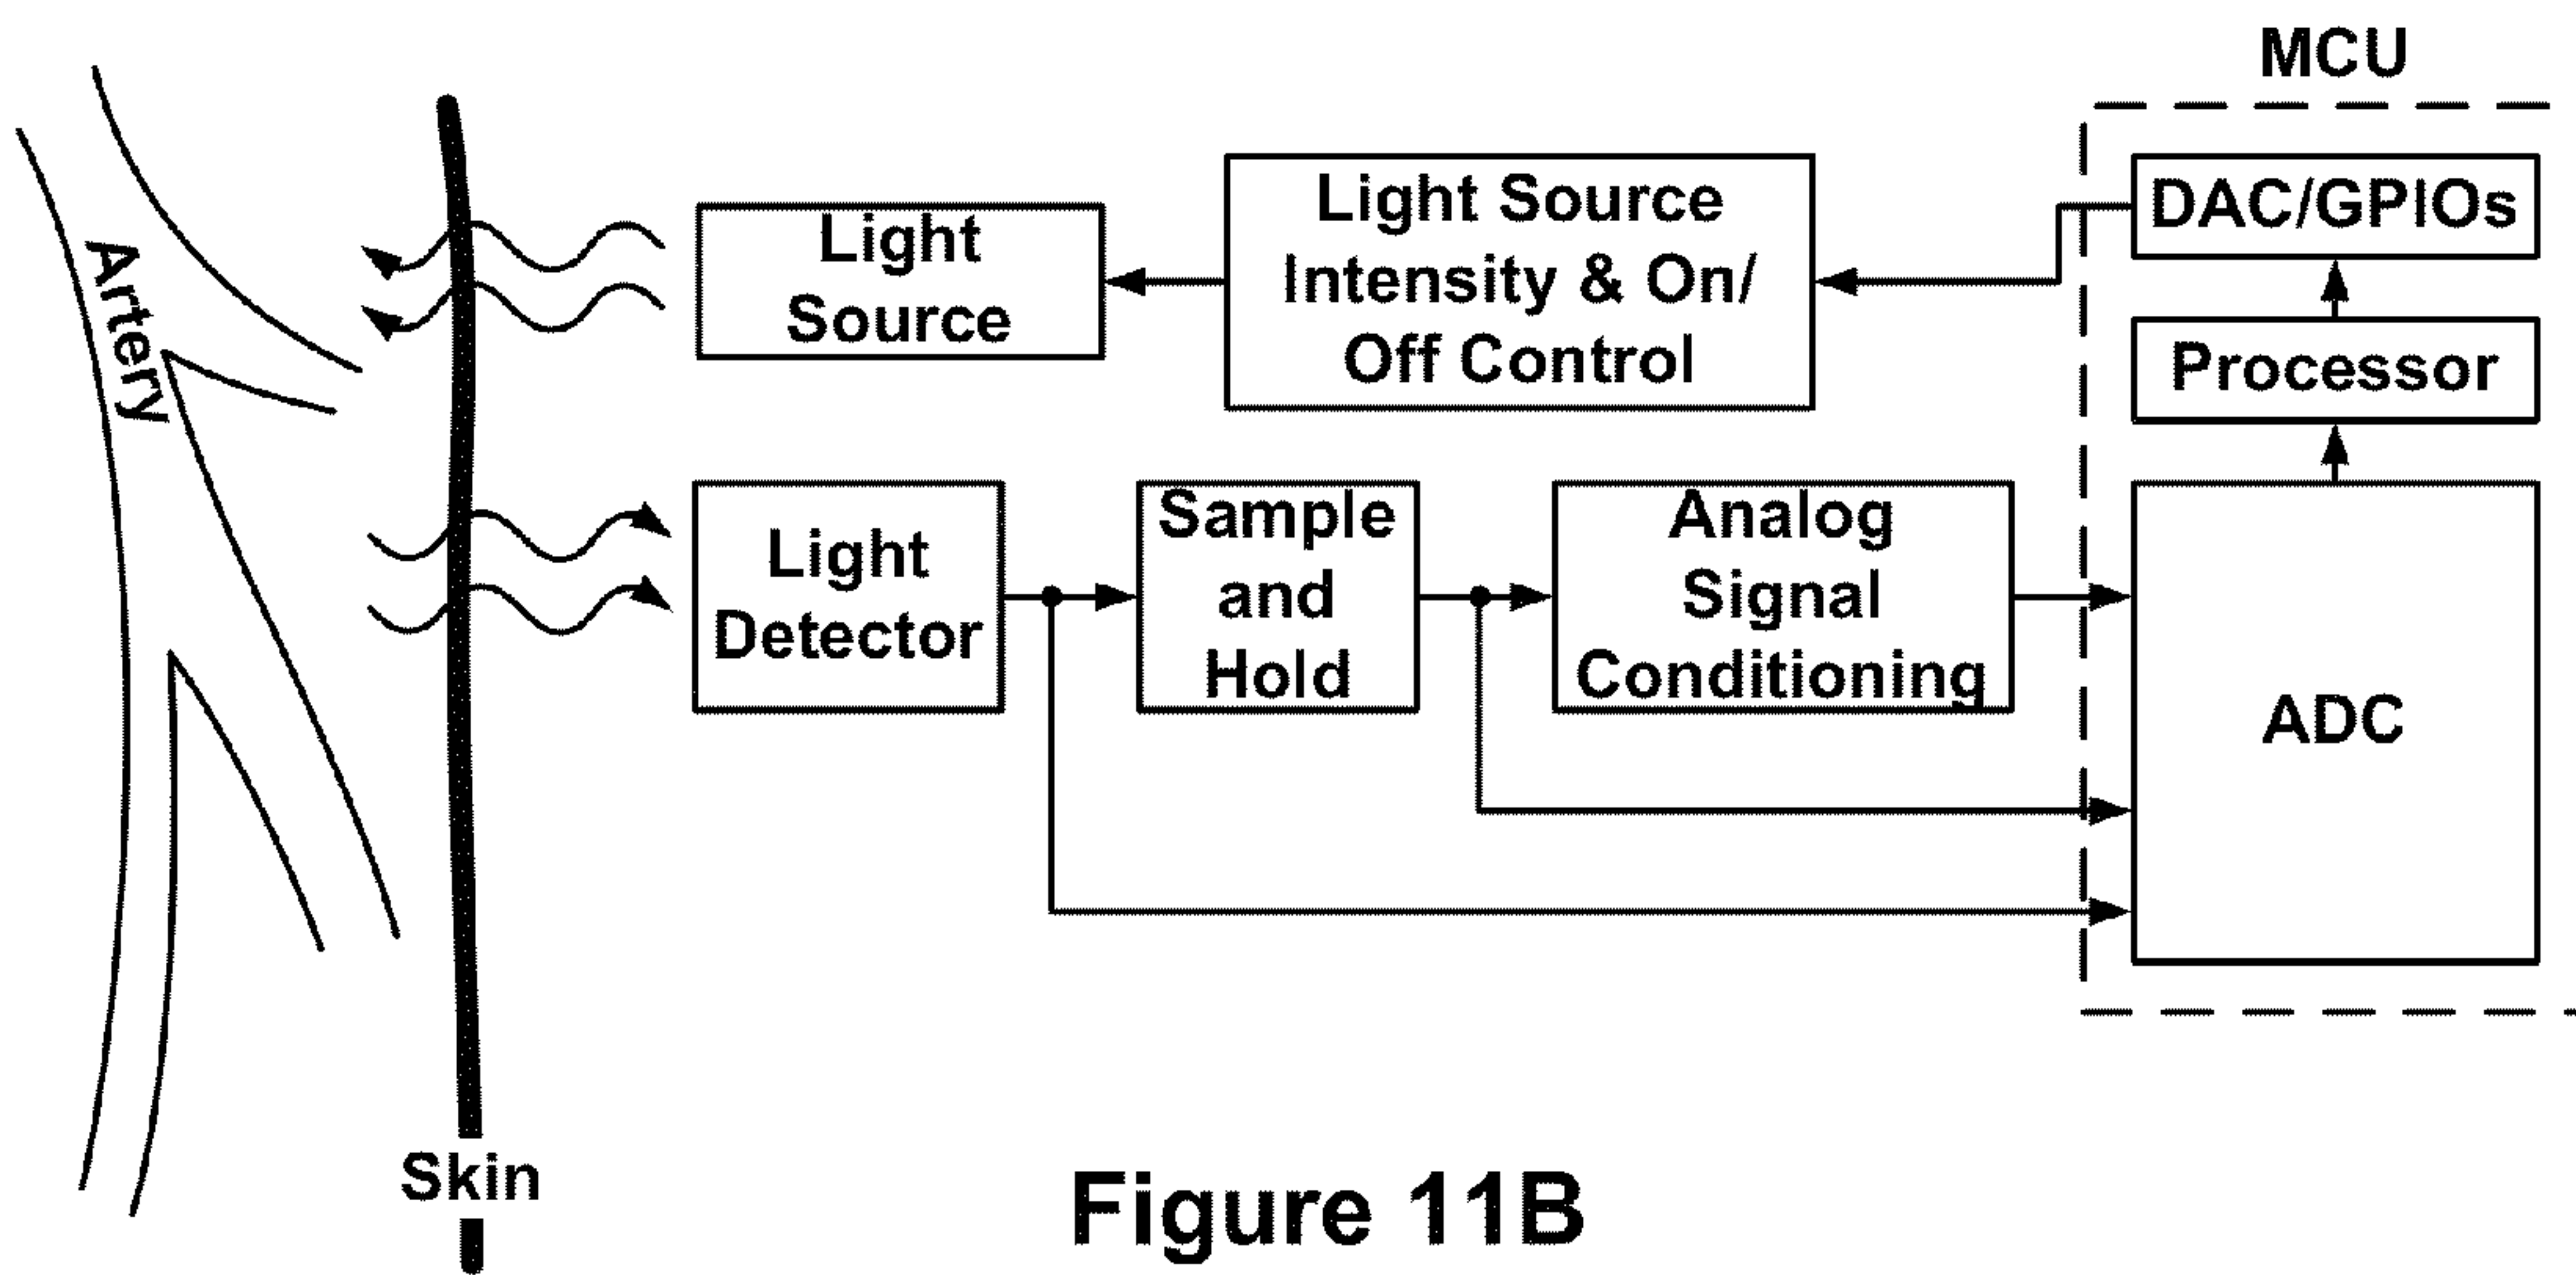 MCU
DAC/GPIOs
Light Source
Intensity & On/
Off Control
Light
Source
Artery
Processor
Light
Detector
Sample
and
Hold
Analog
Signal
Conditioning
ADC
Skin
Figure 11B